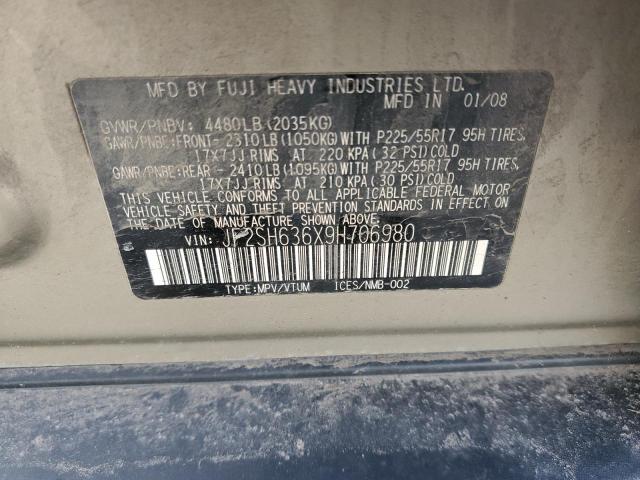 MFD BY FUJI HEAVY INDUSTRIES LTD.
MFD IN 01/08
GVWR/PNBV: 4480LB(2035KG)
GAWR/PNBE:FRONT- 2310LB(1050KG)WITH P225/55R17 95H TIRES,
17X7JJ RIMS AT 220 KPA(32 PSI)COLD
GAWR/PNBE:REAR - 2410LB(1095KG)WITH P225/55R17 95H TIRES,
17X7JJ RIMS AT 210 KPA(30 PSI)COLD
THIS VEHICLE CONFORMS TO ALL APPLICABLE FEDERAL MOTOR
VEHICLE SAFETY AND BUMPER STANDARDS IN EFFECT ON THE
DATE OF MANUFACTURE SHOWN ABOVE.
VIN: JF2SH636X9H706980
TYPE:MPV/VTUM ICES/NMB-002